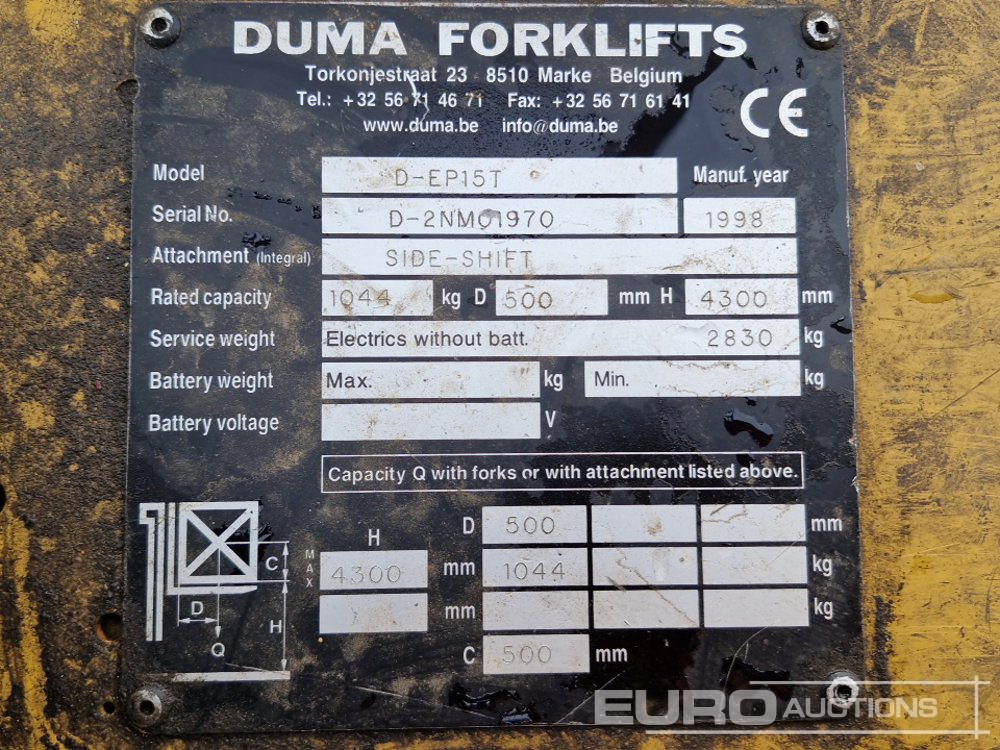 DUMA FORKLIFTS
Torkonjestraat 23 8510 Marke Belgium
Tel.: +32 56 71 46 71 Fax: +32 56 71 61 41
www.duma.be info@duma.be
CE
Model D-EP15T Manuf. year
Serial No. D-2NM01970 1998
Attachment (Integral) SIDE-SHIFT
Rated capacity 1044 kg D 500 mm H 4300 mm
Service weight Electrics without batt. 2830 kg
Battery weight Max. kg Min. kg
Battery voltage V
Capacity Q with forks or with attachment listed above.
H D 500 mm
MAX 4300 mm 1044 kg
mm kg
C 500 mm
C
D
H
Q
EURO AUCTIONS